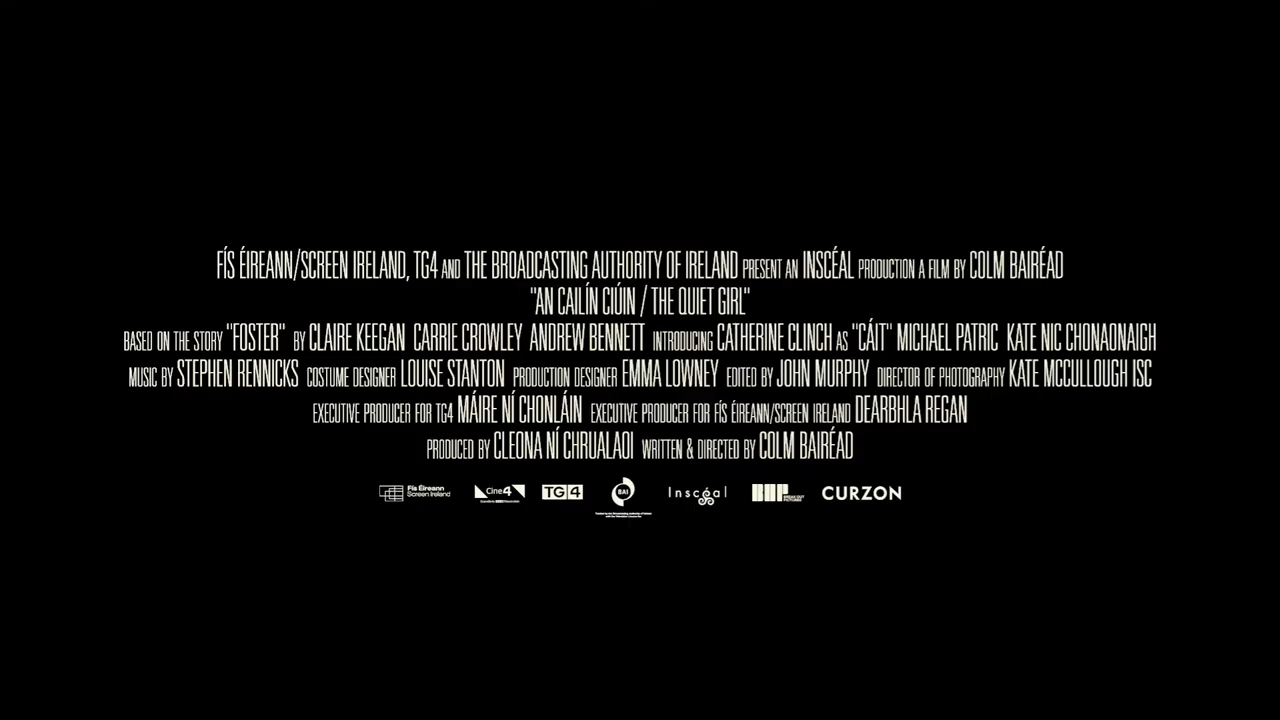 FÍS ÉIREANN/SCREEN IRELAND, TG4 AND THE BROADCASTING AUTHORITY OF IRELAND PRESENT AN INSCÉAL PRODUCTION A FILM BY COLM BAIRÉAD
"AN CAILÍN CIÚIN / THE QUIET GIRL"
BASED ON THE STORY "FOSTER" BY CLAIRE KEEGAN CARRIE CROWLEY ANDREW BENNETT INTRODUCING CATHERINE CLINCH AS "CÁIT" MICHAEL PATRIC KATE NIC CHONAONAIGH
MUSIC BY STEPHEN RENNICKS COSTUME DESIGNER LOUISE STANTON PRODUCTION DESIGNER EMMA LOWNEY EDITED BY JOHN MURPHY DIRECTOR OF PHOTOGRAPHY KATE MCCULLOUGH ISC
EXECUTIVE PRODUCER FOR TG4 MÁIRE NÍ CHONLÁIN EXECUTIVE PRODUCER FOR FÍS ÉIREANN/SCREEN IRELAND DEARBHLA REGAN
PRODUCED BY CLEONA NÍ CHRUALAOI WRITTEN & DIRECTED BY COLM BAIRÉAD
Fís Éireann
Screen Ireland
Cine4
TG4
BAI
Inscéal
BOP BREAK OUT
PICTURES
CURZON